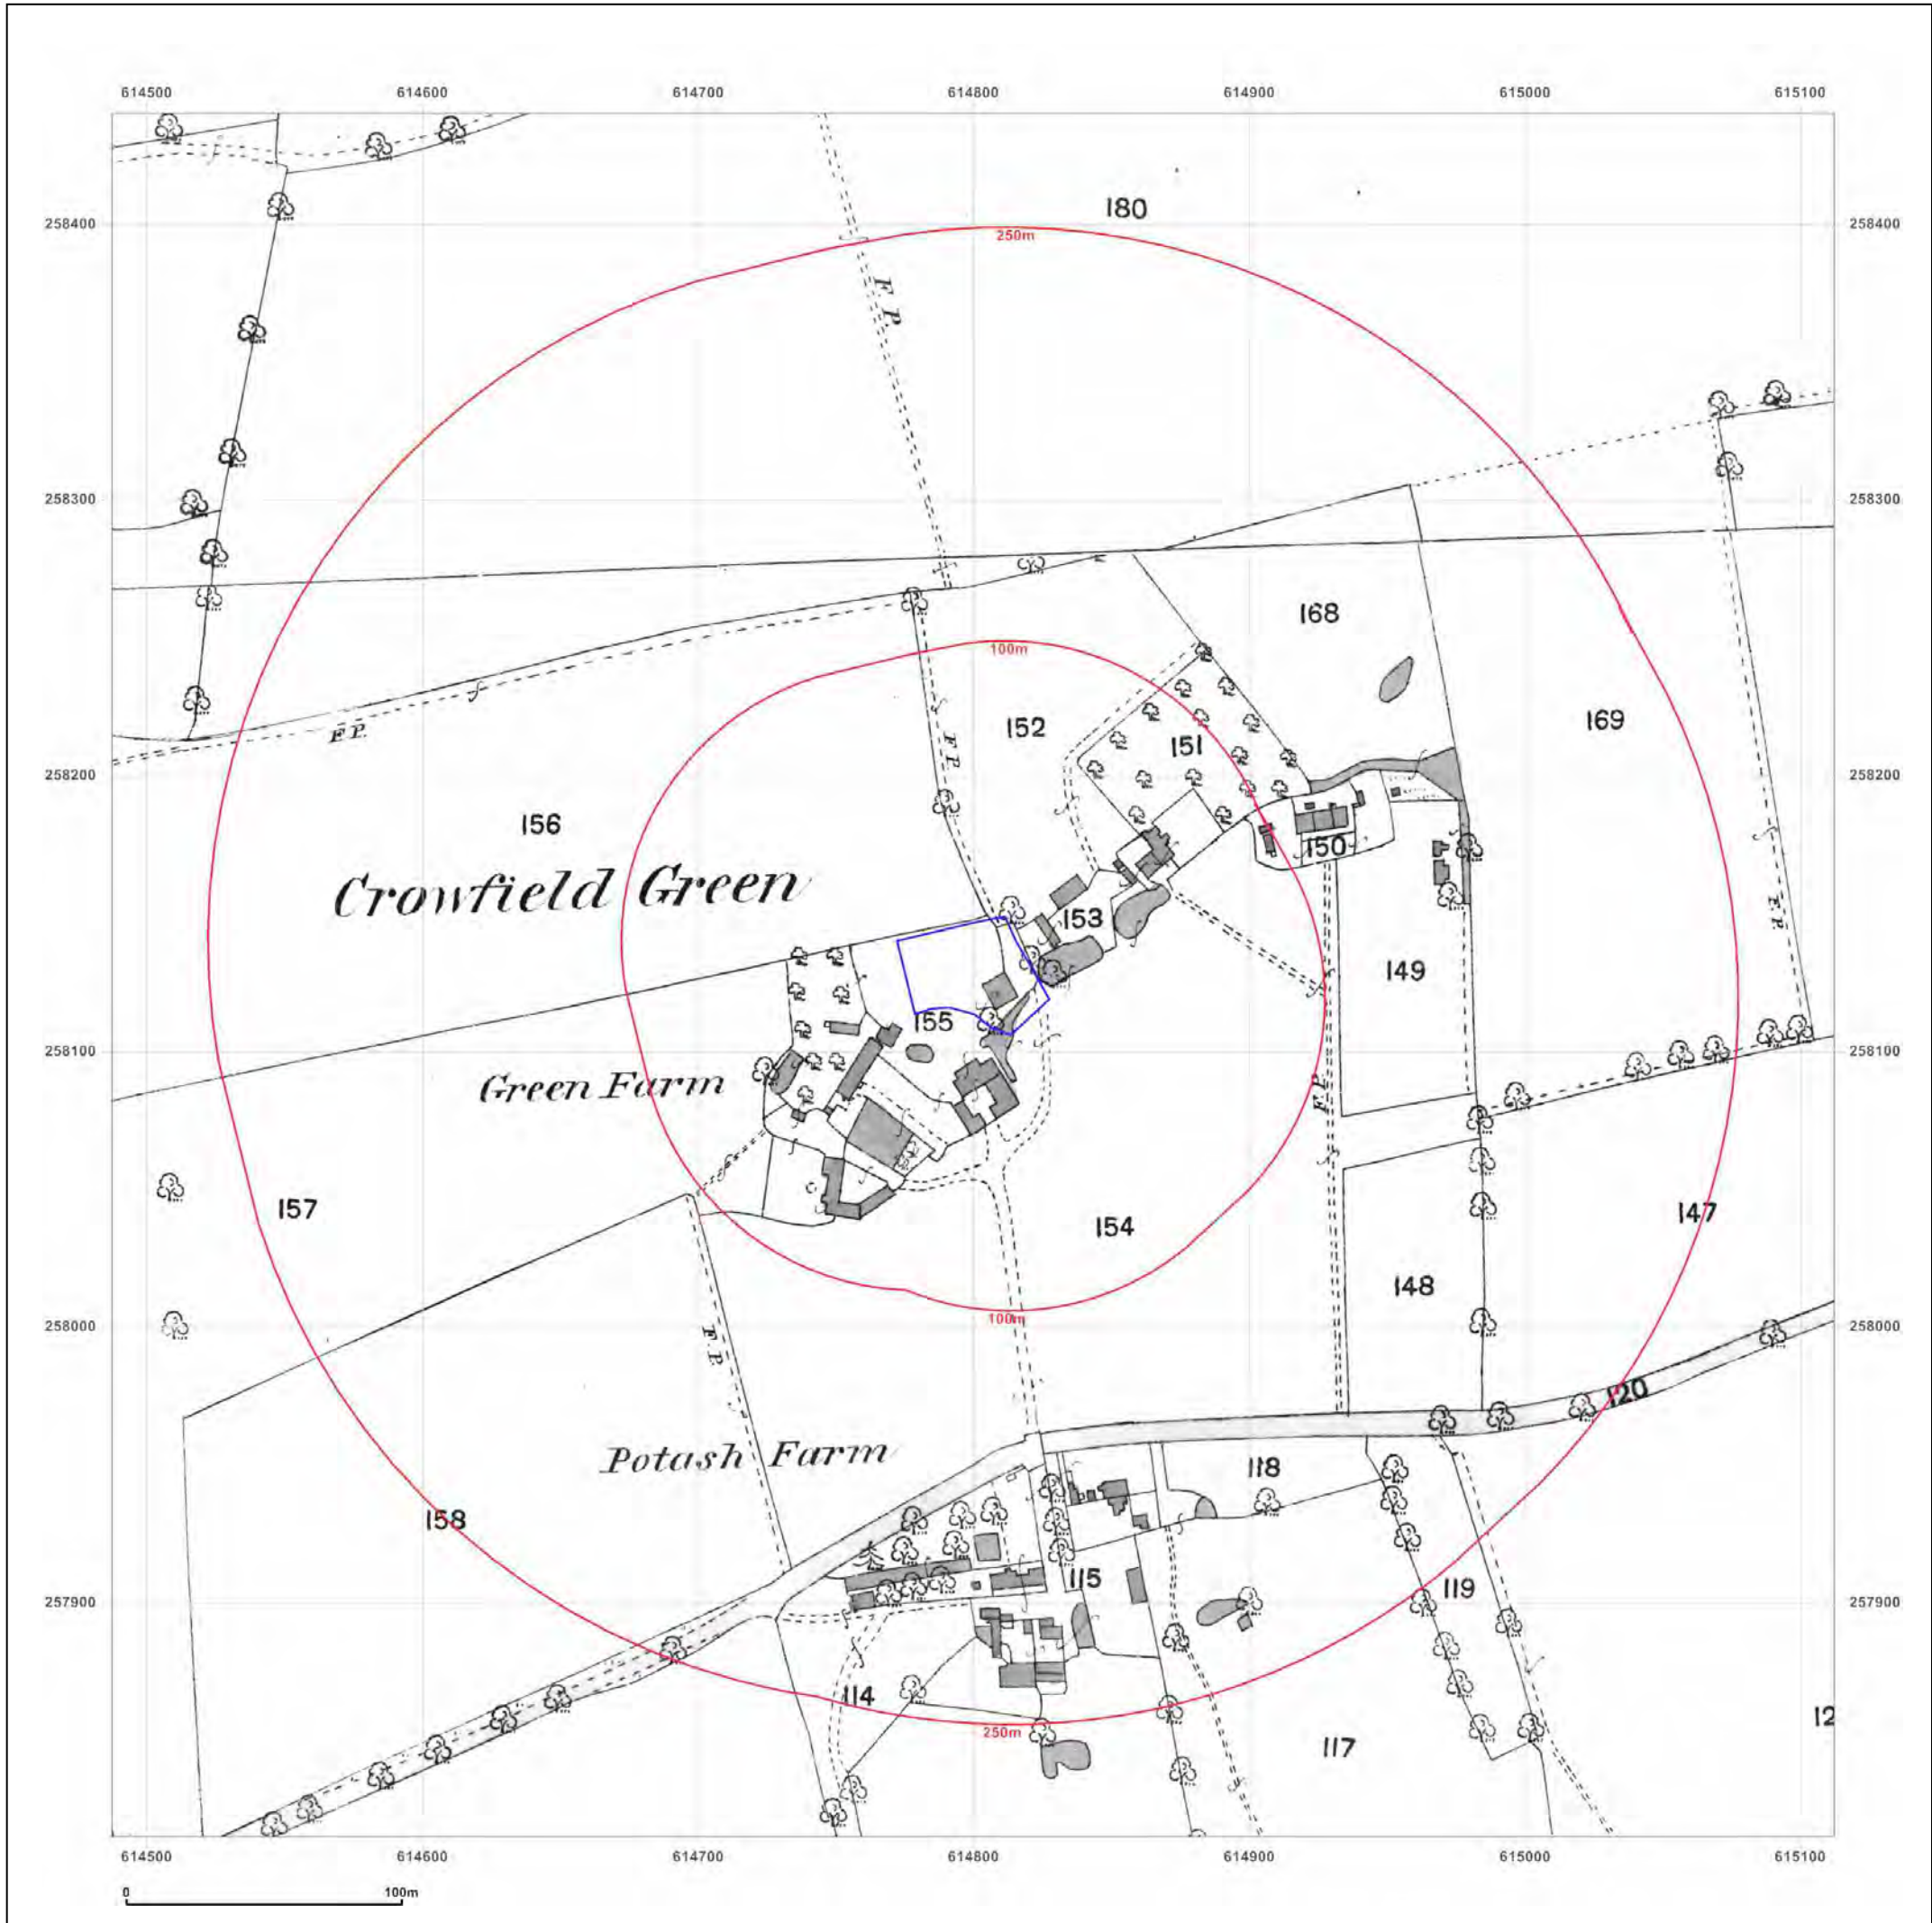 614500 614600 614700 614800 614900 615000 615100
180
258400 258400
250m
F.P.
258300 258300
168
100m
169
152
151
F.P.
F.P.
258200 258200
156
150
Crowfield Green
153
F.P.
149
155
258100 258100
Green Farm
F.P.
157
147
154
148
258000 258000
100m
F.P.
120
Potash Farm
118
158
115
119
257900 257900
114
12
250m
117
614500 614600 614700 614800 614900 615000 615100
0 100m